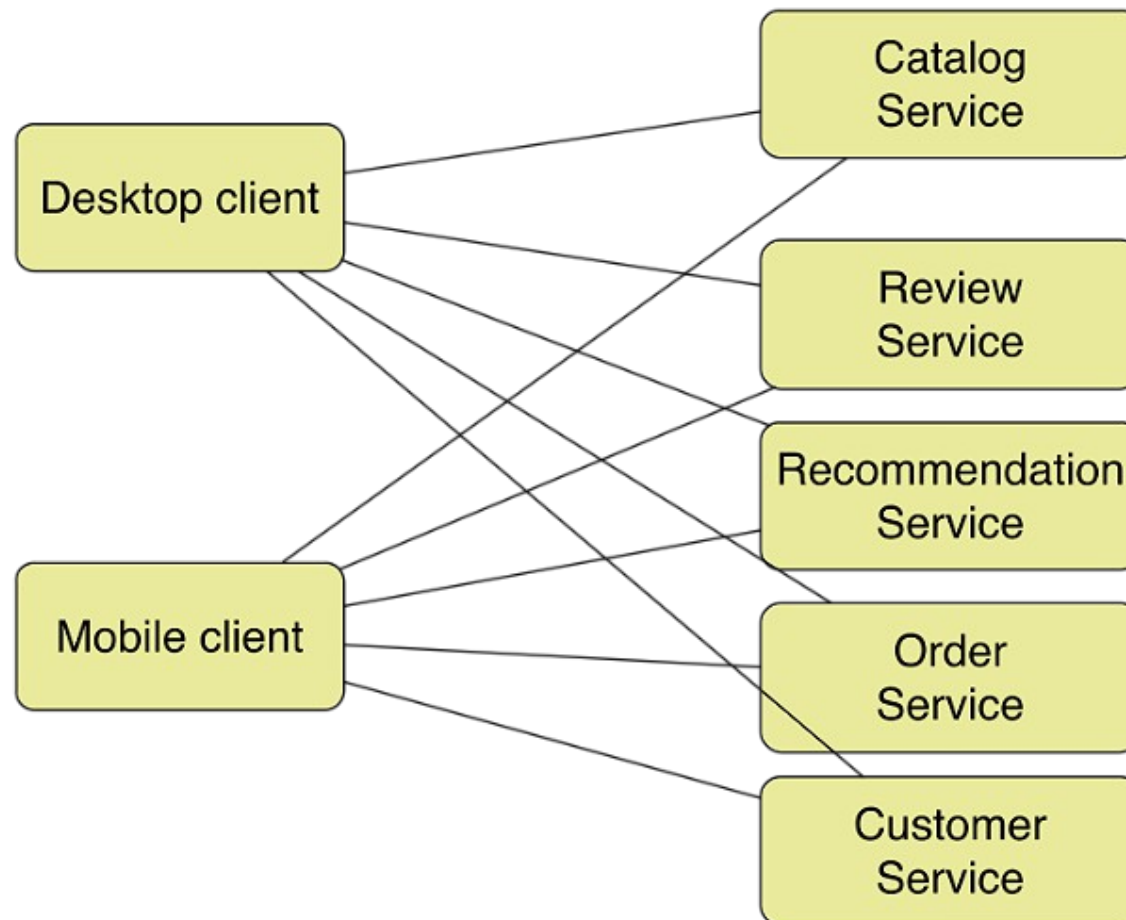 Catalog
Service
Desktop client
Review
Service
Recommendation
Service
Mobile client
Order
Service
Customer
Service